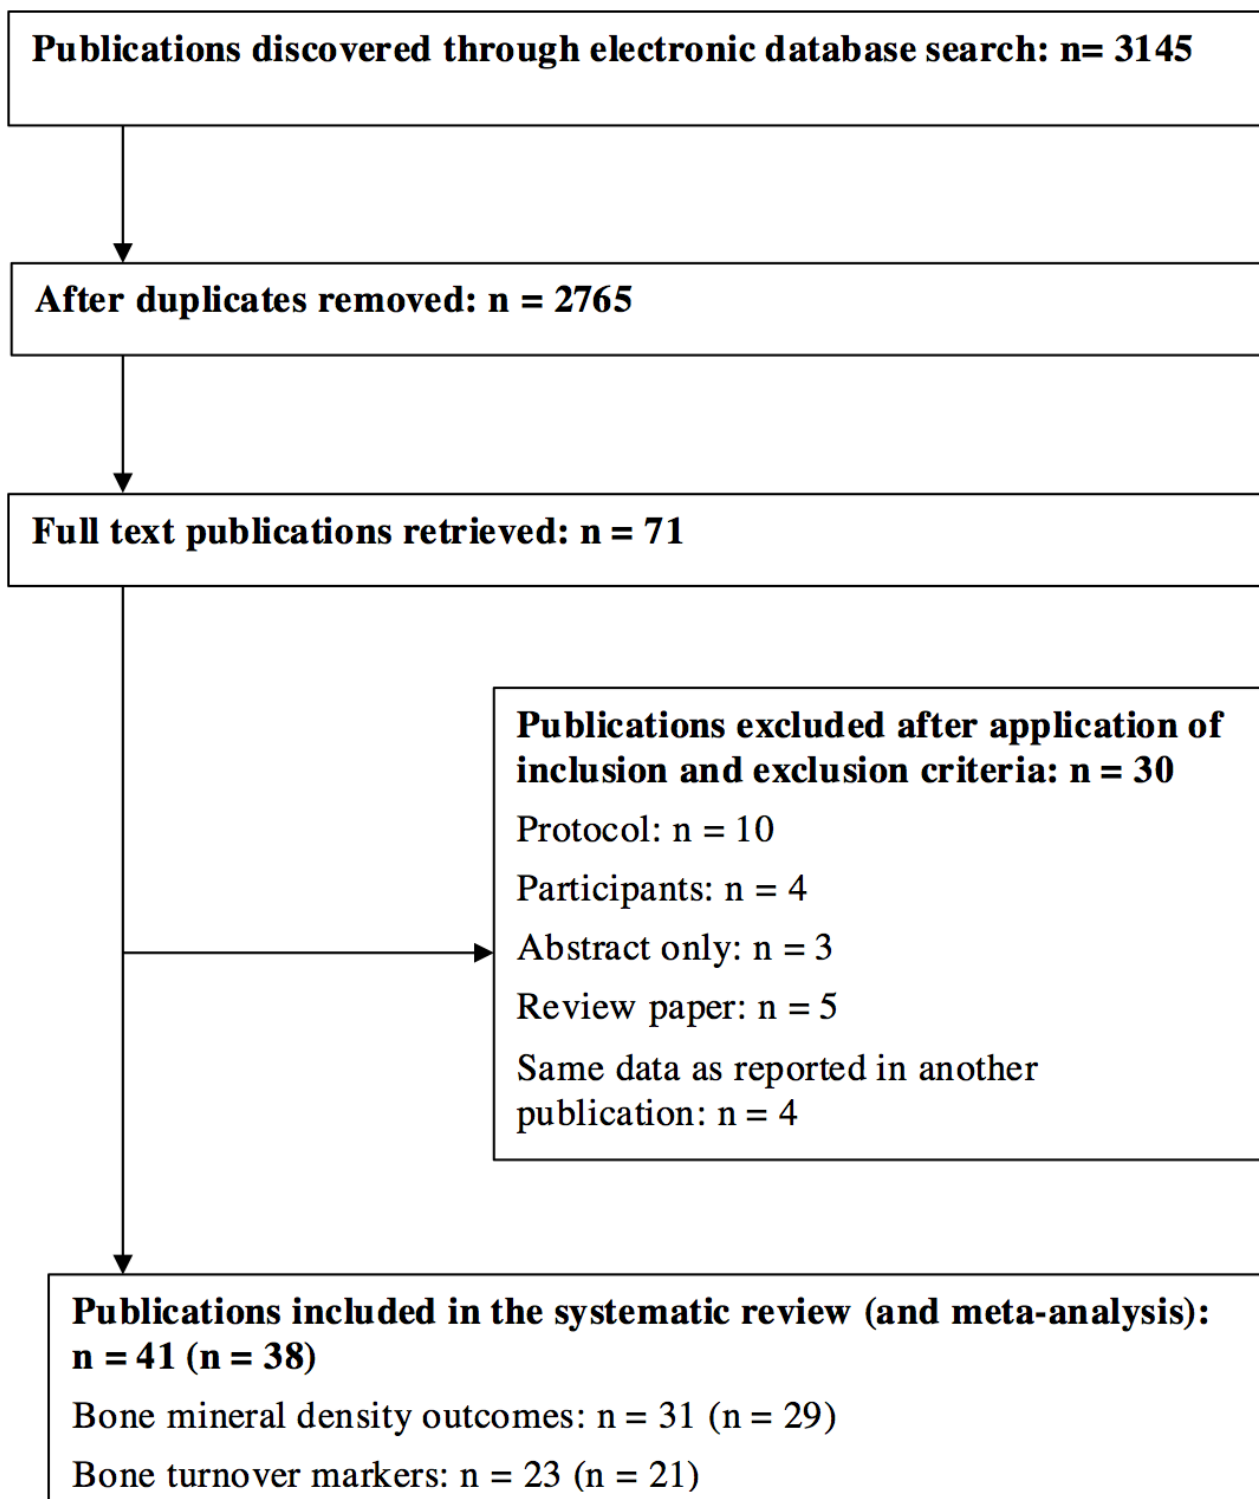 Publications discovered through electronic database search: n= 3145
After duplicates removed: n = 2765
Full text publications retrieved: n = 71
Publications excluded after application of
inclusion and exclusion criteria: n = 30
Protocol: n = 10
Participants: n = 4
Abstract only: n = 3
Review paper: n = 5
Same data as reported in another
publication: n = 4
Publications included in the systematic review (and meta-analysis):
n = 41 (n = 38)
Bone mineral density outcomes: n = 31 (n = 29)
Bone turnover markers: n = 23 (n = 21)